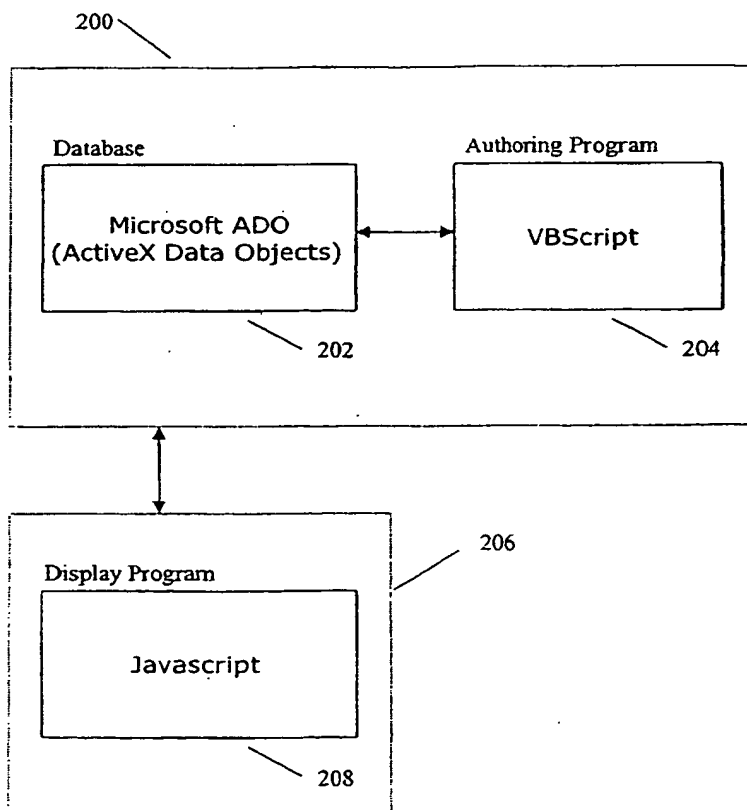 200
Database
Authoring Program
Microsoft ADO
(ActiveX Data Objects)
VBScript
202
204
206
Display Program
Javascript
208